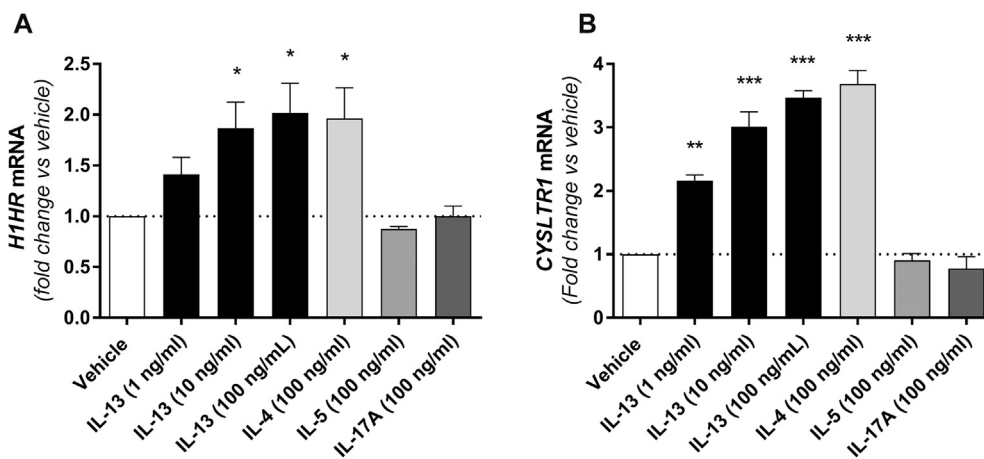 A
H1HR mRNA
(fold change vs vehicle)
2.5
2.0
1.5
1.0
0.5
0.0
*
*
*
Vehicle
IL-13 (1 ng/ml)
IL-13 (10 ng/ml)
IL-13 (100 ng/mL)
IL-4 (100 ng/ml)
IL-5 (100 ng/ml)
IL-17A (100 ng/ml)
B
CYSLTR1 mRNA
(Fold change vs vehicle)
4
3
2
1
0
**
***
***
***
Vehicle
IL-13 (1 ng/ml)
IL-13 (10 ng/ml)
IL-13 (100 ng/mL)
IL-4 (100 ng/ml)
IL-5 (100 ng/ml)
IL-17A (100 ng/ml)